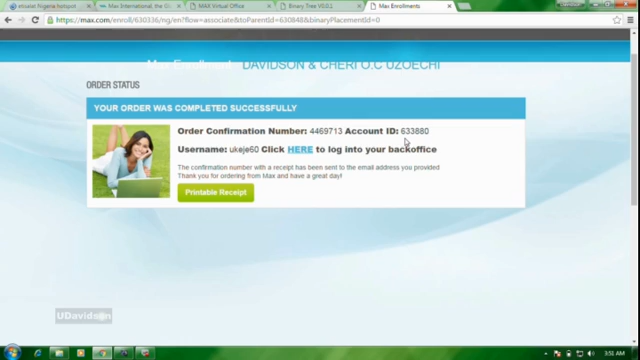 etisalat Nigeria hotspot
Max International, the Gl
MAX Virtual Office
Binary Tree V0.0.1
Max Enrollments
https://max.com/enroll/630336/ng/en?flow=associate&toParentId=630848&binaryPlacementId=0
Max Enrollment DAVIDSON & CHERI O.C UZOECHI
ORDER STATUS
YOUR ORDER WAS COMPLETED SUCCESSFULLY
Order Confirmation Number: 4469713 Account ID: 633880
Username: ukeje60 Click HERE to log into your backoffice
The confirmation number with a receipt has been sent to the email address you provided
Thank you for ordering from Max and have a great day!
Printable Receipt
UDavidson
3:51 AM